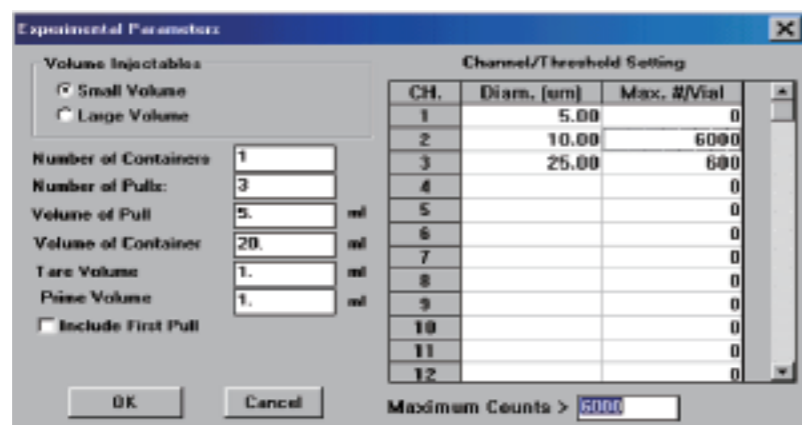 Experimental Parameters
Volume Injectables
Small Volume
Large Volume
Number of Containers 1
Number of Pulls: 3
Volume of Pull 5. ml
Volume of Container 20. ml
Tare Volume 1. ml
Prime Volume 1. ml
Include First Pull
OK Cancel
Channel/Threshold Setting
CH. Diam. (um) Max. #/Vial
1 5.00 0
2 10.00 6000
3 25.00 600
4 0
5 0
6 0
7 0
8 0
9 0
10 0
11 0
12 0
Maximum Counts > 6000